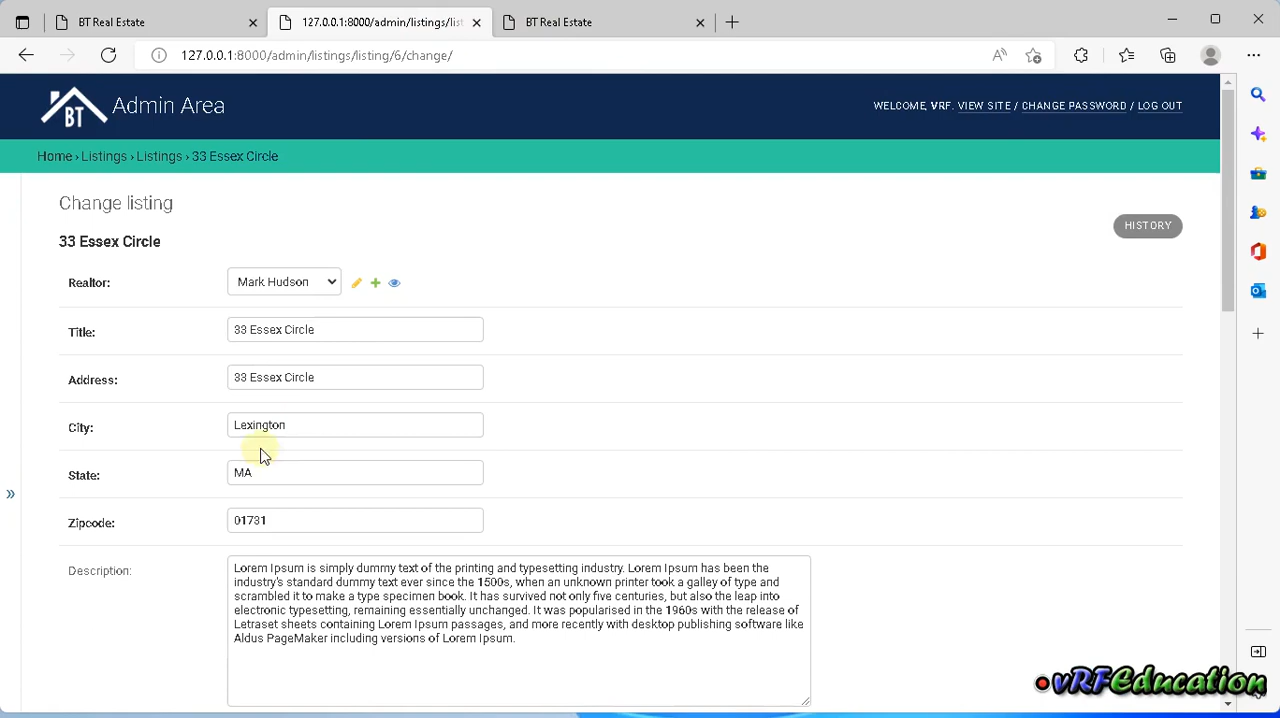 BT Real Estate
127.0.0.1:8000/admin/listings/list
BT Real Estate
127.0.0.1:8000/admin/listings/listing/6/change/
BT Admin Area
WELCOME, VRF. VIEW SITE / CHANGE PASSWORD / LOG OUT
Home › Listings › Listings › 33 Essex Circle
Change listing
HISTORY
33 Essex Circle
Realtor: Mark Hudson
Title: 33 Essex Circle
Address: 33 Essex Circle
City: Lexington
State: MA
Zipcode: 01731
Description: Lorem Ipsum is simply dummy text of the printing and typesetting industry. Lorem Ipsum has been the
industry's standard dummy text ever since the 1500s, when an unknown printer took a galley of type and
scrambled it to make a type specimen book. It has survived not only five centuries, but also the leap into
electronic typesetting, remaining essentially unchanged. It was popularised in the 1960s with the release of
Letraset sheets containing Lorem Ipsum passages, and more recently with desktop publishing software like
Aldus PageMaker including versions of Lorem Ipsum.
vRFEducation